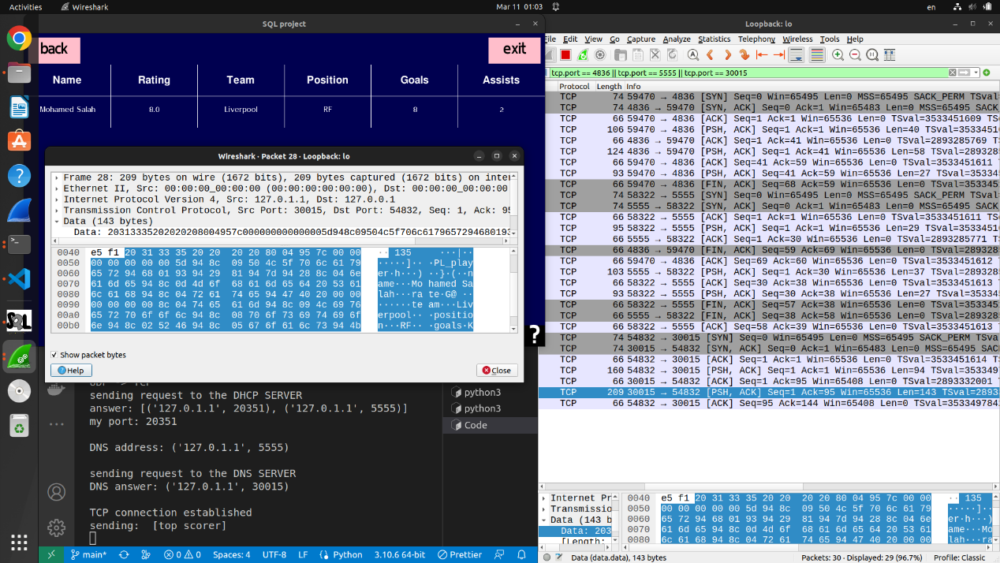 Activities
Wireshark
Mar 11 01:03
en
SQL project
back
exit
Name Rating Team Position Goals Assists
Mohamed Salah 8.0 Liverpool RF 8 2
Wireshark · Packet 28 · Loopback: lo
Frame 28: 209 bytes on wire (1672 bits), 209 bytes captured (1672 bits) on inter
Ethernet II, Src: 00:00:00_00:00:00 (00:00:00:00:00:00), Dst: 00:00:00_00:00:00
Internet Protocol Version 4, Src: 127.0.1.1, Dst: 127.0.0.1
Transmission Control Protocol, Src Port: 30015, Dst Port: 54832, Seq: 1, Ack: 95
Data (143 bytes)
0040 e5 f1 20 31 33 35 20 20 20 20 80 04 95 7c 00 00 ·· 135 ···|··
0050 00 00 00 00 00 5d 94 8c 09 50 4c 5f 70 6c 61 79 ·····]·· ·PL_play
0060 65 72 94 68 01 93 94 29 81 94 7d 94 28 8c 04 6e er·h···) ··}·(··n
0070 61 6d 65 94 8c 0d 4d 6f 68 61 6d 65 64 20 53 61 ame···Mo hamed Sa
0080 6c 61 68 94 8c 04 72 61 74 65 94 47 40 20 00 00 lah···ra te·G@ ··
0090 00 00 00 00 8c 04 74 65 61 6d 94 8c 09 4c 69 76 ······te am···Liv
00a0 65 72 70 6f 6f 6c 94 8c 08 70 6f 73 69 74 69 6f erpool·· ·positio
00b0 6e 94 8c 02 52 46 94 8c 05 67 6f 61 6c 73 94 4b n···RF·· ·goals·K
Show packet bytes
Help
Close
?
sending request to the DHCP SERVER
answer: [('127.0.1.1', 20351), ('127.0.1.1', 5555)]
my port: 20351
DNS address: ('127.0.1.1', 5555)
sending request to the DNS SERVER
DNS answer: ('127.0.1.1', 30015)
TCP connection established
sending: [top scorer]
python3
python3
Code
main*
0 0
Spaces: 4
UTF-8
LF
Python
3.10.6 64-bit
Prettier
Loopback: lo
File Edit View Go Capture Analyze Statistics Telephony Wireless Tools Help
tcp.port == 4836 || tcp.port == 5555 || tcp.port == 30015
Protocol Length Info
TCP 74 59470 → 4836 [SYN] Seq=0 Win=65495 Len=0 MSS=65495 SACK_PERM TSval=
TCP 74 4836 → 59470 [SYN, ACK] Seq=0 Ack=1 Win=65483 Len=0 MSS=65495 SACK_
TCP 66 59470 → 4836 [ACK] Seq=1 Ack=1 Win=65536 Len=0 TSval=3533451609 TSec
TCP 106 59470 → 4836 [PSH, ACK] Seq=1 Ack=1 Win=65536 Len=40 TSval=35334516
TCP 66 4836 → 59470 [ACK] Seq=1 Ack=41 Win=65536 Len=0 TSval=2893285769 TS
TCP 124 4836 → 59470 [PSH, ACK] Seq=1 Ack=41 Win=65536 Len=58 TSval=2893285
TCP 66 59470 → 4836 [ACK] Seq=41 Ack=59 Win=65536 Len=0 TSval=3533451611 T
TCP 93 59470 → 4836 [PSH, ACK] Seq=41 Ack=59 Win=65536 Len=27 TSval=353345
TCP 66 59470 → 4836 [FIN, ACK] Seq=68 Ack=59 Win=65536 Len=0 TSval=3533451
TCP 74 58322 → 5555 [SYN] Seq=0 Win=65495 Len=0 MSS=65495 SACK_PERM TSval=
TCP 74 5555 → 58322 [SYN, ACK] Seq=0 Ack=1 Win=65483 Len=0 MSS=65495 SACK_
TCP 66 58322 → 5555 [ACK] Seq=1 Ack=1 Win=65536 Len=0 TSval=3533451611 TSe
TCP 95 58322 → 5555 [PSH, ACK] Seq=1 Ack=1 Win=65536 Len=29 TSval=35334516
TCP 66 5555 → 58322 [ACK] Seq=1 Ack=30 Win=65536 Len=0 TSval=2893285771 TS
TCP 66 4836 → 59470 [FIN, ACK] Seq=59 Ack=69 Win=65536 Len=0 TSval=2893285
TCP 66 59470 → 4836 [ACK] Seq=69 Ack=60 Win=65536 Len=0 TSval=3533451612 T
TCP 103 5555 → 58322 [PSH, ACK] Seq=1 Ack=30 Win=65536 Len=37 TSval=2893285
TCP 66 58322 → 5555 [ACK] Seq=30 Ack=38 Win=65536 Len=0 TSval=3533451613 T
TCP 93 58322 → 5555 [PSH, ACK] Seq=30 Ack=38 Win=65536 Len=27 TSval=353345
TCP 66 58322 → 5555 [FIN, ACK] Seq=57 Ack=38 Win=65536 Len=0 TSval=3533451
TCP 66 5555 → 58322 [FIN, ACK] Seq=38 Ack=58 Win=65536 Len=0 TSval=2893285
TCP 66 58322 → 5555 [ACK] Seq=58 Ack=39 Win=65536 Len=0 TSval=3533451613 T
TCP 74 54832 → 30015 [SYN] Seq=0 Win=65495 Len=0 MSS=65495 SACK_PERM TSval
TCP 74 30015 → 54832 [SYN, ACK] Seq=0 Ack=1 Win=65483 Len=0 MSS=65495 SACK
TCP 66 54832 → 30015 [ACK] Seq=1 Ack=1 Win=65536 Len=0 TSval=3533451614 TS
TCP 160 54832 → 30015 [PSH, ACK] Seq=1 Ack=1 Win=65536 Len=94 TSval=3533497
TCP 66 30015 → 54832 [ACK] Seq=1 Ack=95 Win=65408 Len=0 TSval=2893332001 T
TCP 209 30015 → 54832 [PSH, ACK] Seq=1 Ack=95 Win=65536 Len=143 TSval=28933
TCP 66 54832 → 30015 [ACK] Seq=95 Ack=144 Win=65408 Len=0 TSval=353349784
Internet Pr
Transmissio
Data (143 b
Data: 203
[Length:
0040 e5 f1 20 31 33 35 20 20 20 20 80 04 95 7c 00 00 ·· 135
0050 00 00 00 00 00 5d 94 8c 09 50 4c 5f 70 6c 61 79 ·····]··
0060 65 72 94 68 01 93 94 29 81 94 7d 94 28 8c 04 6e er·h···)
0070 61 6d 65 94 8c 0d 4d 6f 68 61 6d 65 64 20 53 61 ame···Mo
0080 6c 61 68 94 8c 04 72 61 74 65 94 47 40 20 00 00 lah···ra
Data (data.data), 143 bytes
Packets: 30 · Displayed: 29 (96.7%)
Profile: Classic